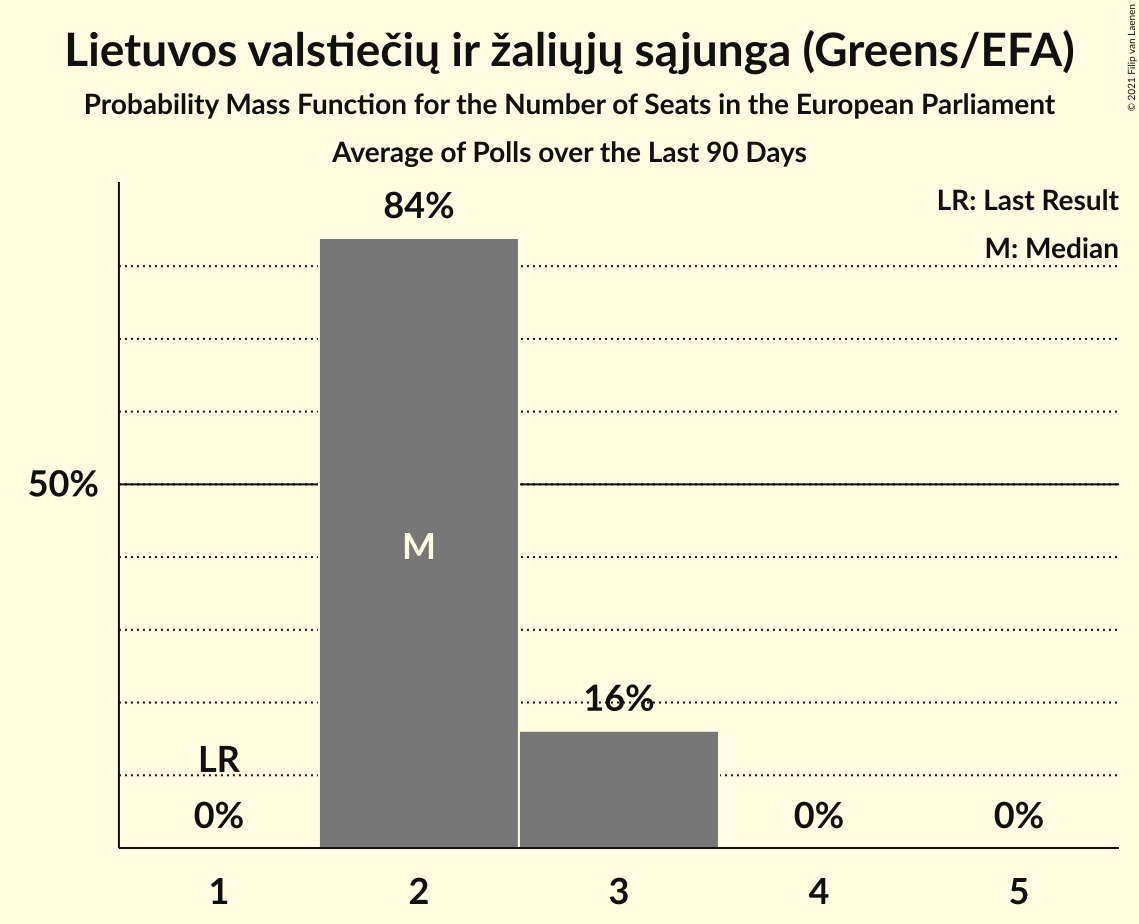 Lietuvos valstiečių ir žaliųjų sąjunga (Greens/EFA)
Probability Mass Function for the Number of Seats in the European Parliament
Average of Polls over the Last 90 Days
© 2021 Filip van Laenen
LR: Last Result
M: Median
84%
50%
M
16%
LR
0%
0%
0%
1 2 3 4 5